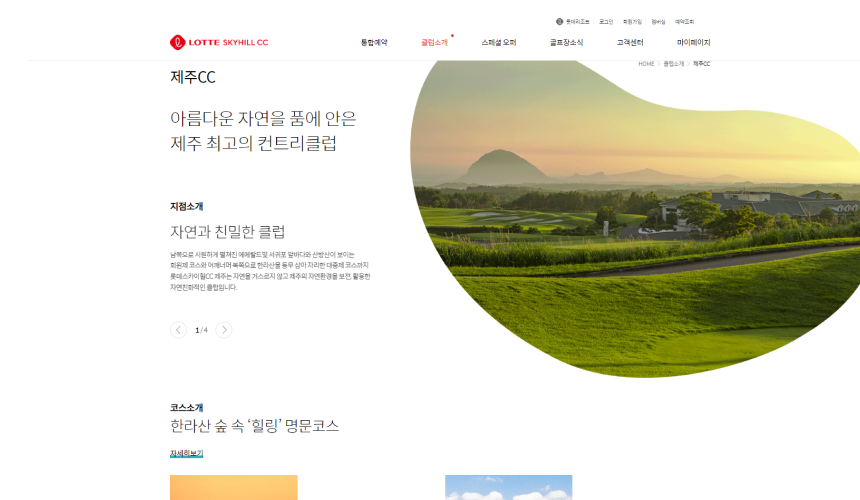 롯데리조트 로그인 회원가입 멤버십 예약조회
LOTTE SKYHILL CC
통합예약 클럽소개 스페셜 오퍼 골프장소식 고객센터 마이페이지
HOME > 클럽소개 > 제주CC
제주CC
아름다운 자연을 품에 안은
제주 최고의 컨트리클럽
지점소개
자연과 친밀한 클럽
남쪽으로 시원하게 펼쳐진 에메랄드빛 서귀포 앞바다와 산방산이 보이는
회원제 코스와 어깨너머 북쪽으로 한라산을 등무 삼아 자리한 대중제 코스까지
롯데스카이힐CC 제주는 자연을 거스르지 않고 제주의 자연환경을 보전, 활용한
자연친화적인 클럽입니다.
1/4
코스소개
한라산 숲 속 ‘힐링’ 명문코스
자세히보기